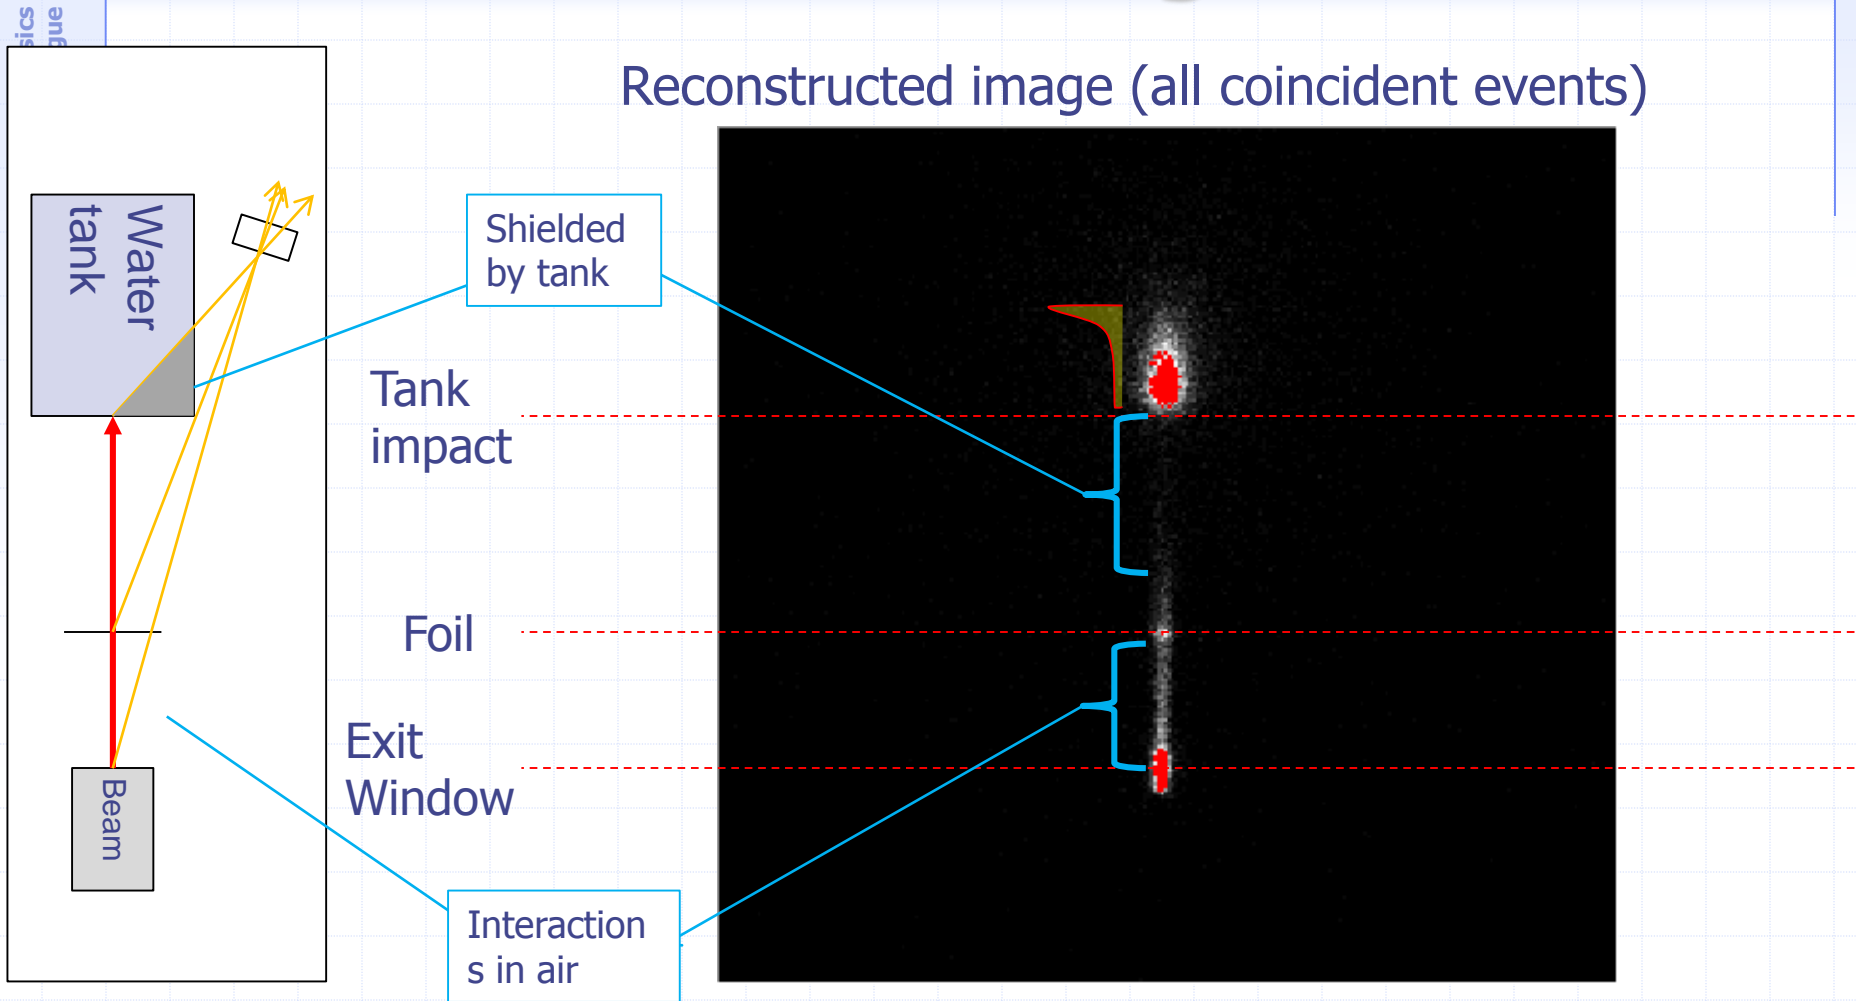 Reconstructed image (all coincident events)
Water
tank
Shielded
by tank
Tank
impact
Foil
Exit
Window
Beam
Interaction
s in air